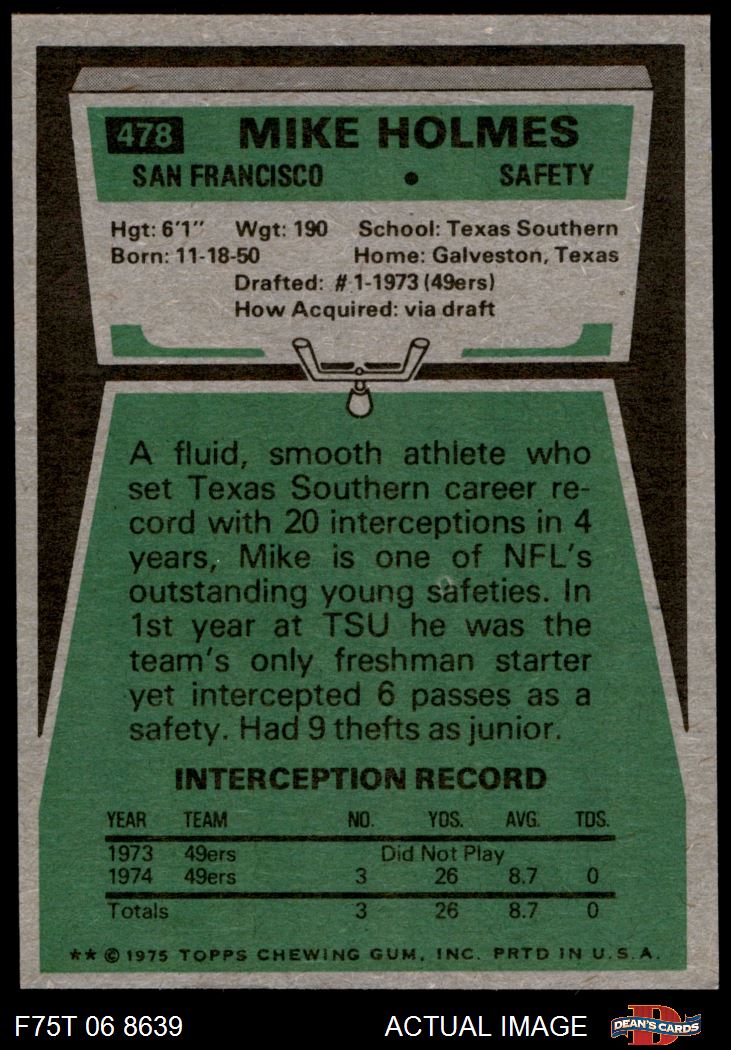 478 MIKE HOLMES
SAN FRANCISCO • SAFETY
Hgt: 6'1" Wgt: 190 School: Texas Southern
Born: 11-18-50 Home: Galveston, Texas
Drafted: #1-1973 (49ers)
How Acquired: via draft
A fluid, smooth athlete who
set Texas Southern career re-
cord with 20 interceptions in 4
years, Mike is one of NFL's
outstanding young safeties. In
1st year at TSU he was the
team's only freshman starter
yet intercepted 6 passes as a
safety. Had 9 thefts as junior.
INTERCEPTION RECORD
YEAR TEAM NO. YDS. AVG. TDS.
1973 49ers Did Not Play
1974 49ers 3 26 8.7 0
Totals 3 26 8.7 0
** © 1975 TOPPS CHEWING GUM, INC. PRTD IN U.S.A.
F75T 06 8639 ACTUAL IMAGE D DEAN'S CARDS